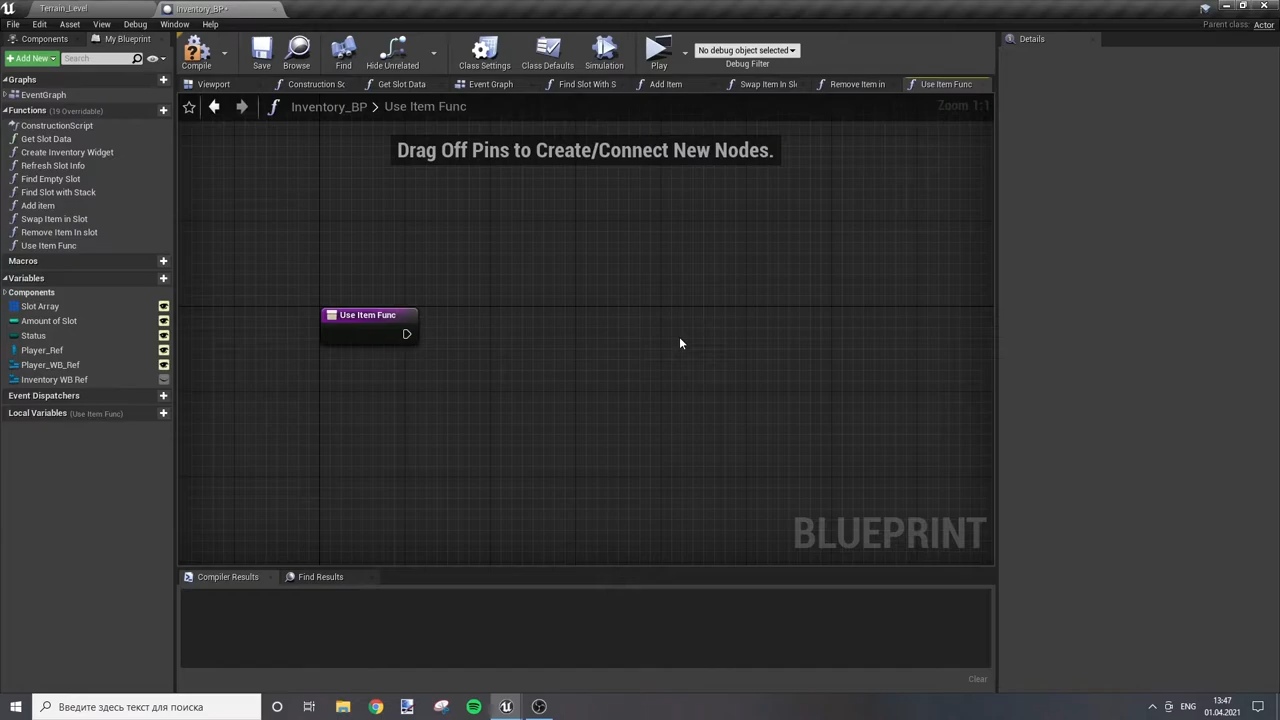 Terrain_Level
Inventory_BP*
File Edit Asset View Debug Window Help
Parent class: Actor
Components
My Blueprint
Add New
Search
Compile
Save
Browse
Find
Hide Unrelated
Class Settings
Class Defaults
Simulation
Play
No debug object selected
Debug Filter
Details
Viewport
Construction Sc
Get Slot Data
Event Graph
Find Slot With S
Add Item
Swap Item In Sl
Remove Item in
Use Item Func
Inventory_BP > Use Item Func
Zoom 1:1
Drag Off Pins to Create/Connect New Nodes.
Graphs
EventGraph
Functions (19 Overridable)
ConstructionScript
Get Slot Data
Create Inventory Widget
Refresh Slot Info
Find Empty Slot
Find Slot with Stack
Add item
Swap Item in Slot
Remove Item In slot
Use Item Func
Macros
Variables
Components
Slot Array
Amount of Slot
Status
Player_Ref
Player_WB_Ref
Inventory WB Ref
Event Dispatchers
Local Variables (Use Item Func)
Use Item Func
BLUEPRINT
Compiler Results
Find Results
Clear
Введите здесь текст для поиска
ENG
13:47
01.04.2021